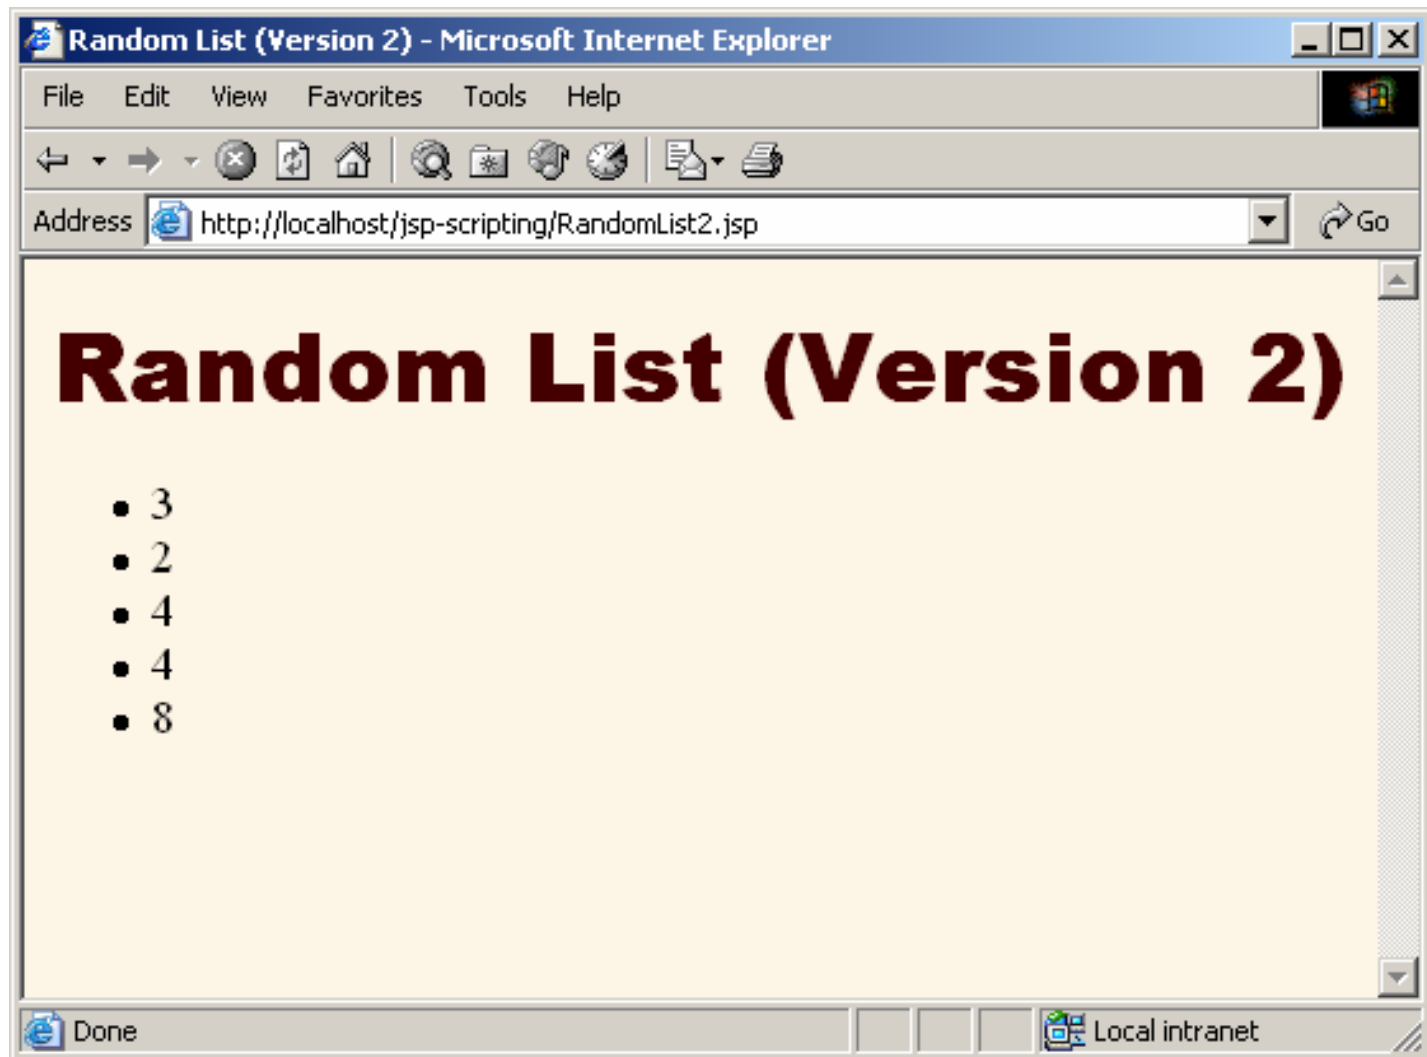 Random List (Version 2) - Microsoft Internet Explorer
File Edit View Favorites Tools Help
Address http://localhost/jsp-scripting/RandomList2.jsp Go
Random List (Version 2)
• 3
• 2
• 4
• 4
• 8
Done Local intranet